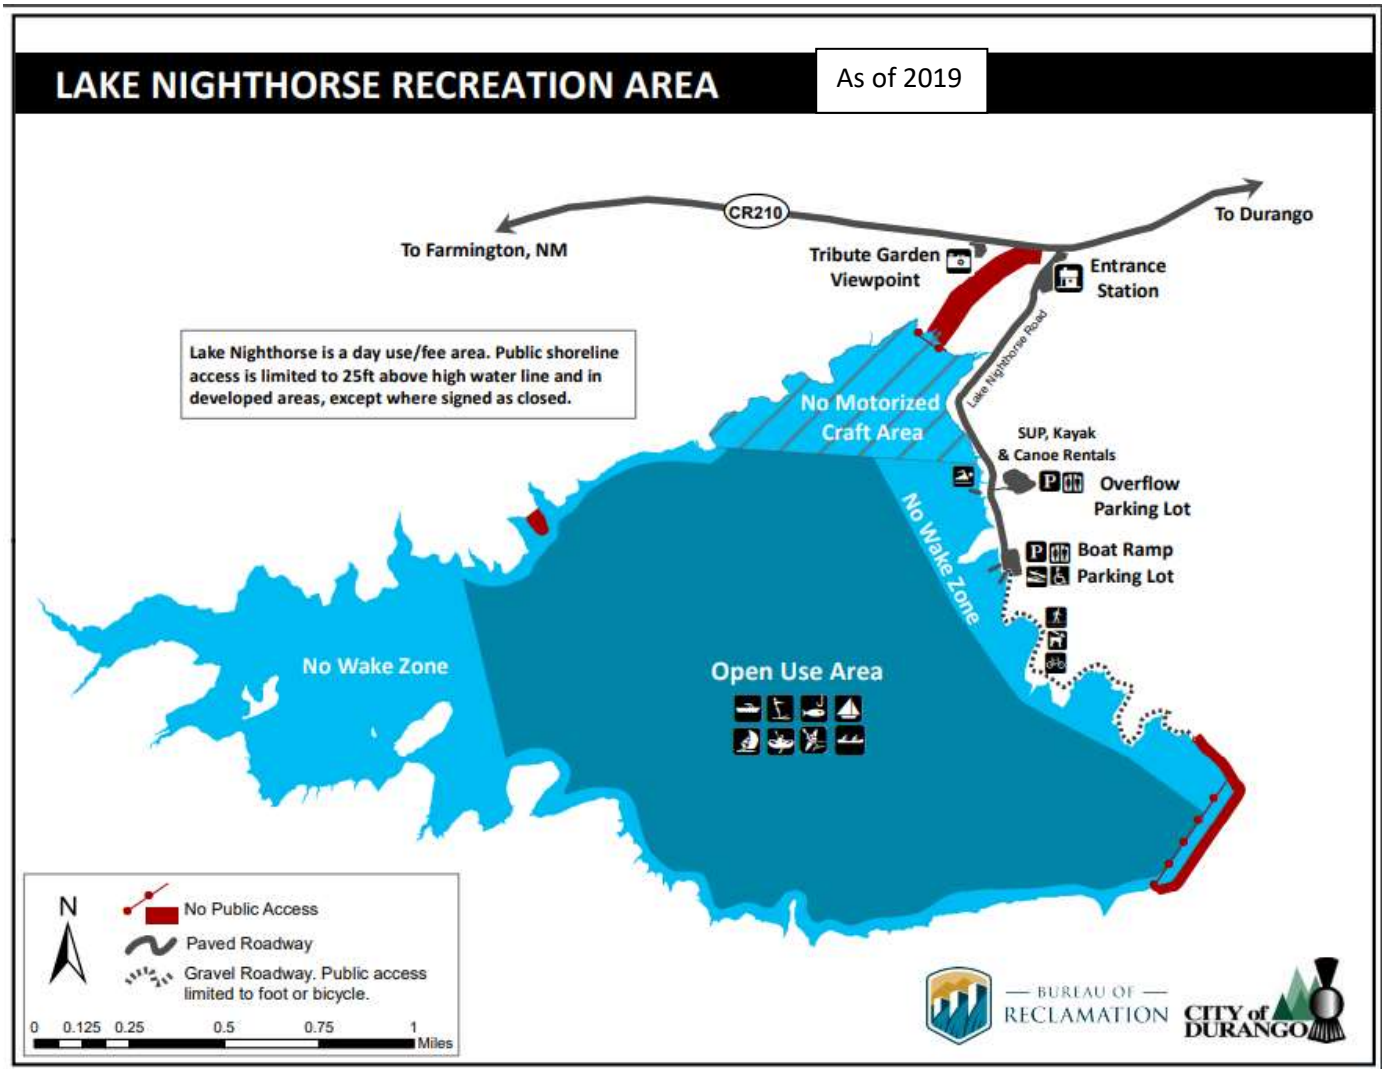 LAKE NIGHTHORSE RECREATION AREA
As of 2019
CR210
To Durango
To Farmington, NM
Tribute Garden
Viewpoint
Entrance
Station
Lake Nighthorse Road
Lake Nighthorse is a day use/fee area. Public shoreline
access is limited to 25ft above high water line and in
developed areas, except where signed as closed.
No Motorized
Craft Area
SUP, Kayak
& Canoe Rentals
P
Overflow
Parking Lot
No Wake Zone
P
Boat Ramp
Parking Lot
No Wake Zone
Open Use Area
N
No Public Access
Paved Roadway
Gravel Roadway. Public access
limited to foot or bicycle.
0 0.125 0.25 0.5 0.75 1
Miles
BUREAU OF
RECLAMATION
CITY of
DURANGO